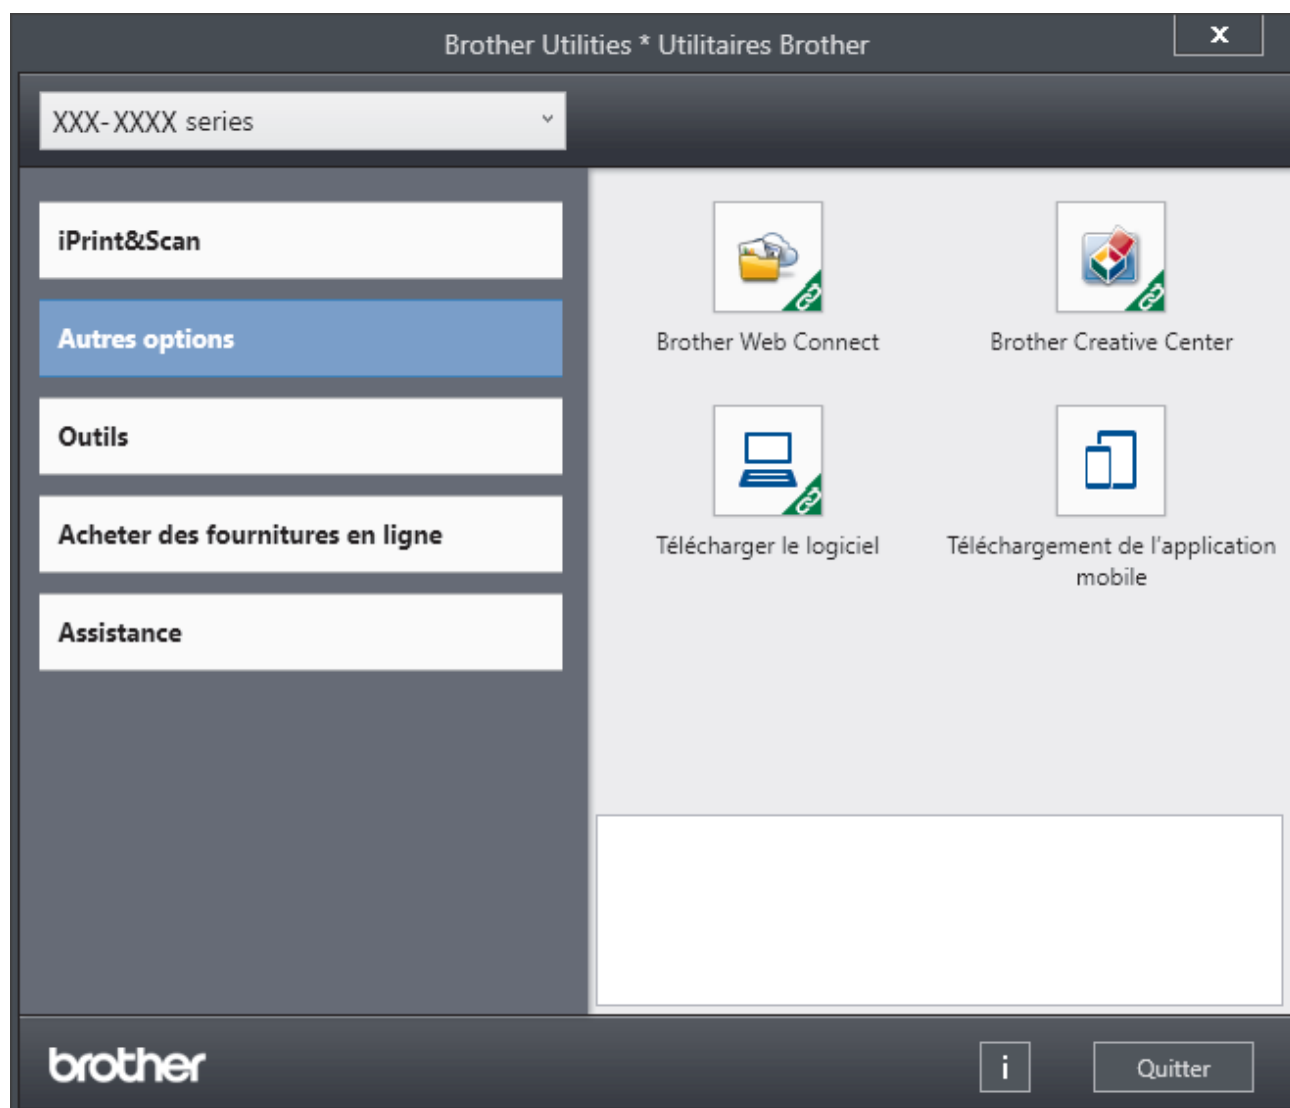 Brother Utilities * Utilitaires Brother
x
XXX-XXXX series
iPrint&Scan
Autres options
Outils
Acheter des fournitures en ligne
Assistance
Brother Web Connect
Brother Creative Center
Télécharger le logiciel
Téléchargement de l'application
mobile
brother
i
Quitter